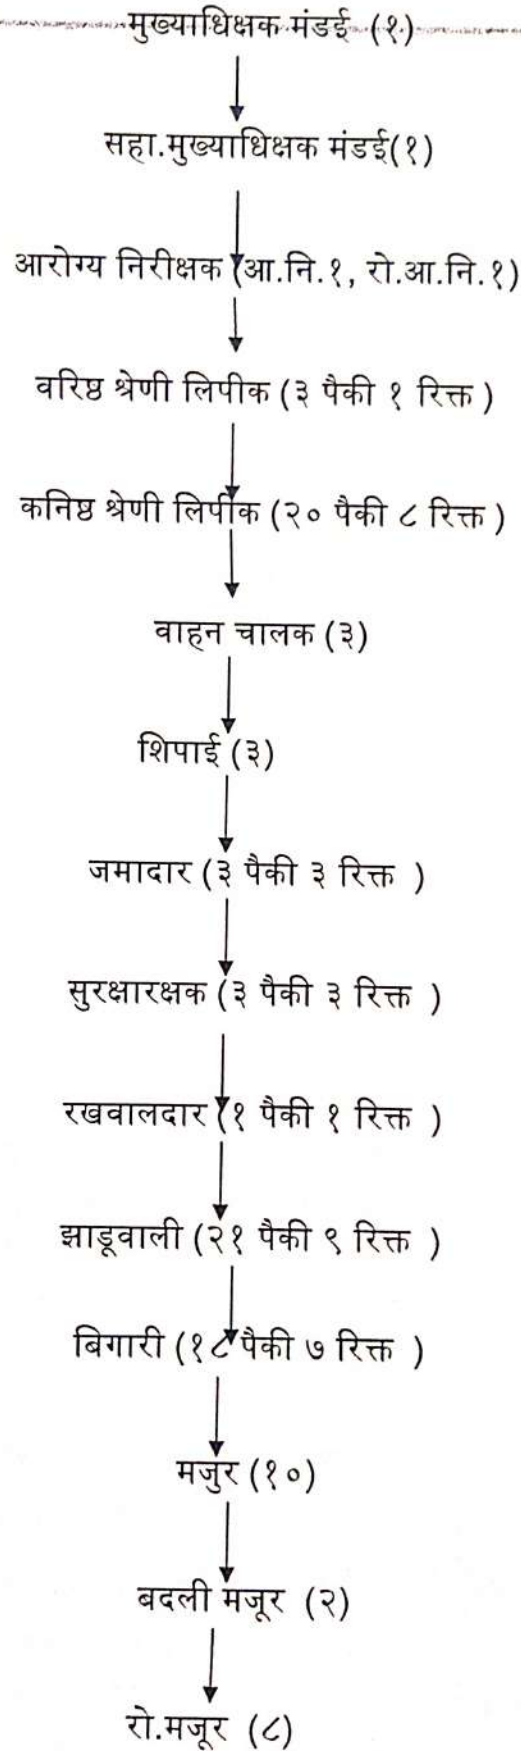 मुख्याधिक्षक मंडई (१)
सहा.मुख्याधिक्षक मंडई(१)
आरोग्य निरीक्षक (आ.नि.१, रो.आ.नि.१)
वरिष्ठ श्रेणी लिपीक (३ पैकी १ रिक्त )
कनिष्ठ श्रेणी लिपीक (२० पैकी ८ रिक्त )
वाहन चालक (३)
शिपाई (३)
जमादार (३ पैकी ३ रिक्त )
सुरक्षारक्षक (३ पैकी ३ रिक्त )
रखवालदार (१ पैकी १ रिक्त )
झाडूवाली (२१ पैकी ९ रिक्त )
बिगारी (१८ पैकी ७ रिक्त )
मजुर (१०)
बदली मजूर (२)
रो.मजूर (८)